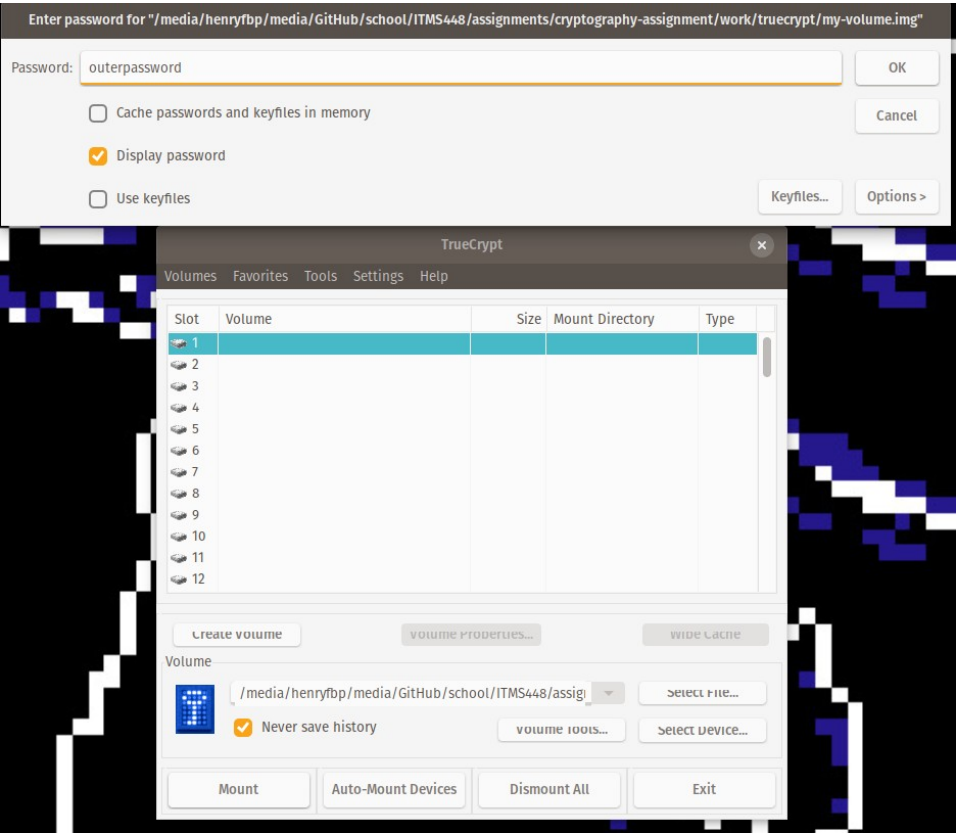 Enter password for "/media/henryfbp/media/GitHub/school/ITMS448/assignments/cryptography-assignment/work/truecrypt/my-volume.img"
Password: outerpassword OK
Cache passwords and keyfiles in memory Cancel
Display password
Use keyfiles Keyfiles... Options >
TrueCrypt
Volumes Favorites Tools Settings Help
Slot Volume Size Mount Directory Type
1
2
3
4
5
6
7
8
9
10
11
12
Create Volume Volume Properties... Wipe Cache
Volume
/media/henryfbp/media/GitHub/school/ITMS448/assig Select File...
Never save history Volume Tools... Select Device...
Mount Auto-Mount Devices Dismount All Exit